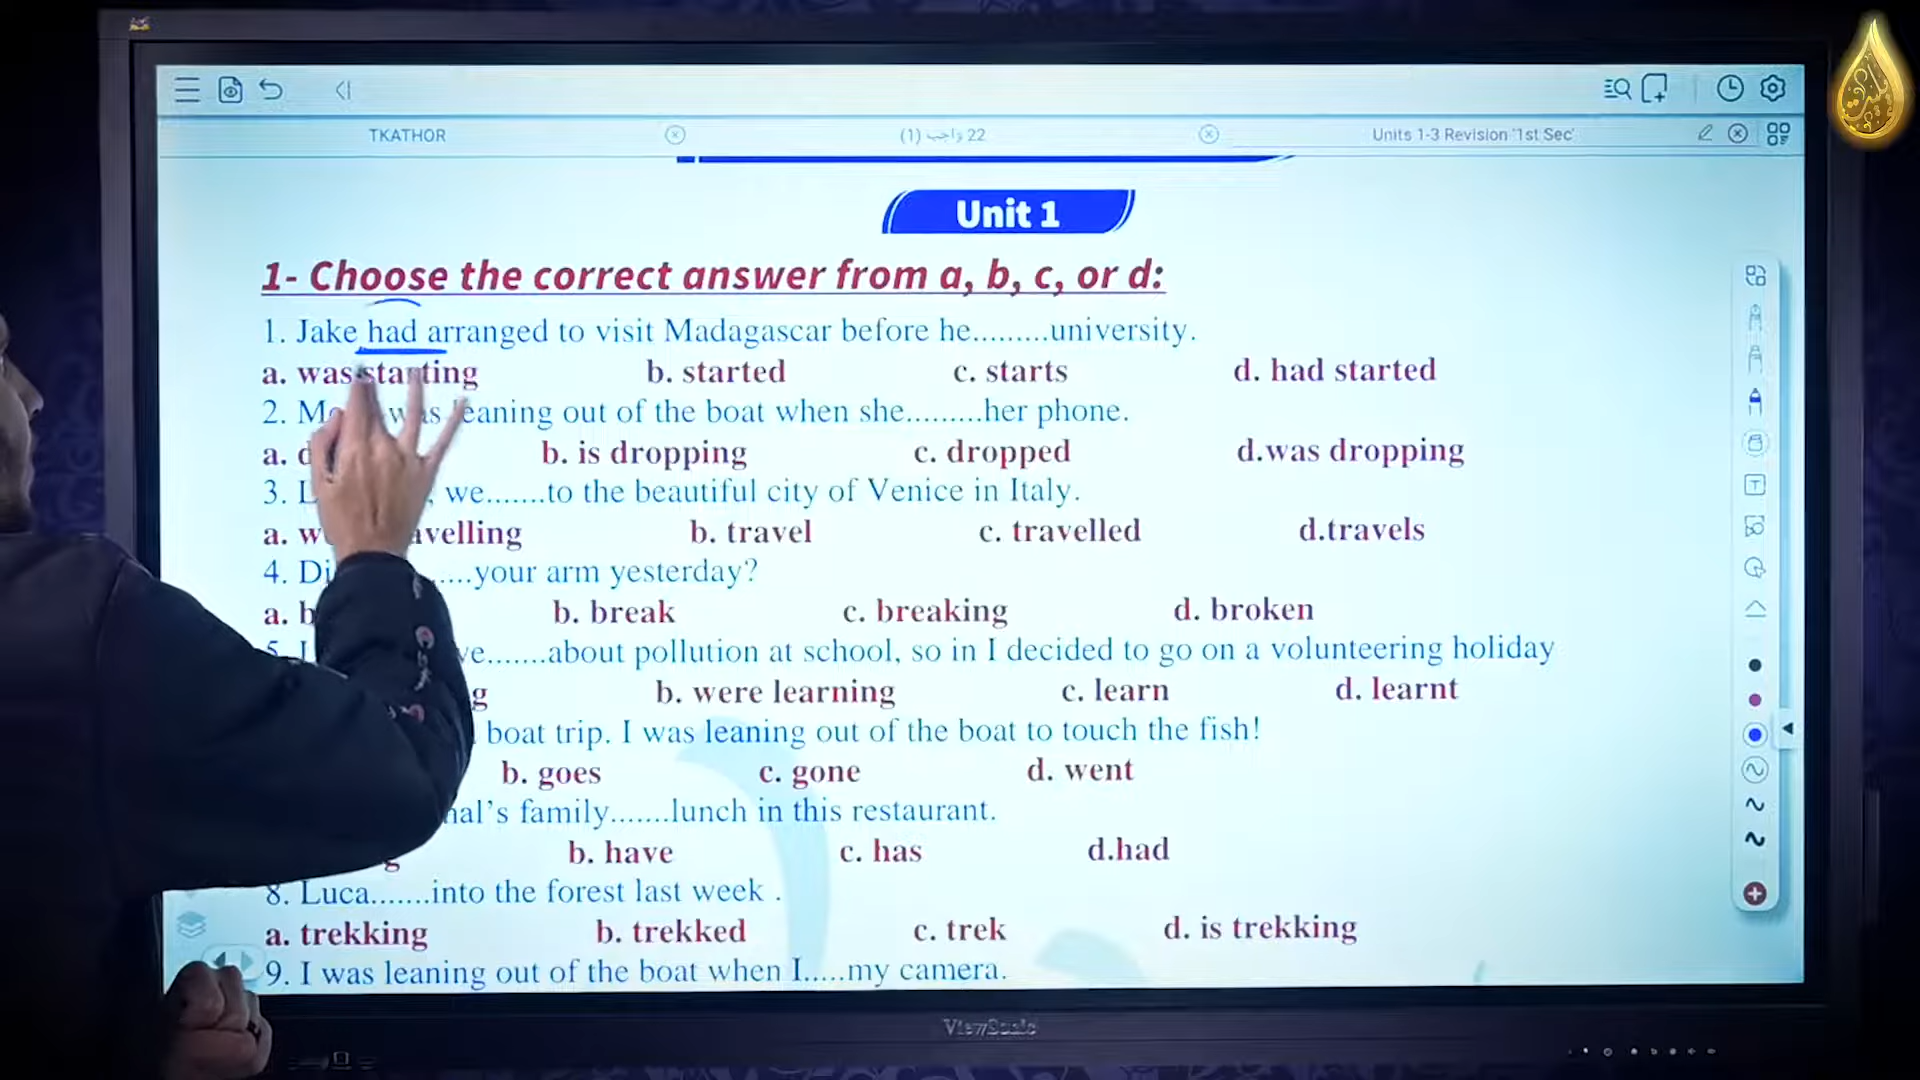 TKATHOR
22 واجب (1)
Units 1-3 Revision '1st Sec'
Unit 1
1- Choose the correct answer from a, b, c, or d:
1. Jake had arranged to visit Madagascar before he.........university.
a. was starting b. started c. starts d. had started
2. was leaning out of the boat when she.........her phone.
a. b. is dropping c. dropped d.was dropping
3. we.......to the beautiful city of Venice in Italy.
a. b. travel c. travelled d.travels
4. ....your arm yesterday?
a. b. break c. breaking d. broken
.......about pollution at school, so in I decided to go on a volunteering holiday
b. were learning c. learn d. learnt
boat trip. I was leaning out of the boat to touch the fish!
b. goes c. gone d. went
family.......lunch in this restaurant.
b. have c. has d.had
8. Luca.......into the forest last week .
a. trekking b. trekked c. trek d. is trekking
9. I was leaning out of the boat when I.....my camera.
ViewSonic